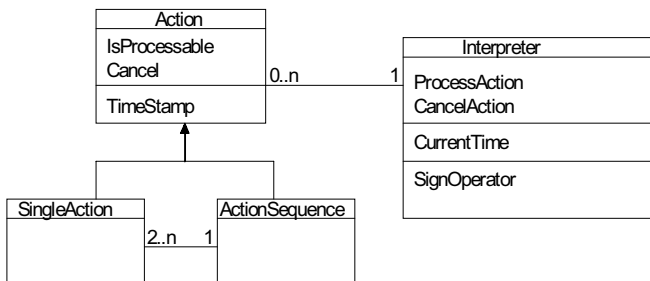 Action
IsProcessable
Cancel
TimeStamp
0..n
1
Interpreter
ProcessAction
CancelAction
CurrentTime
SignOperator
SingleAction
2..n
1
ActionSequence